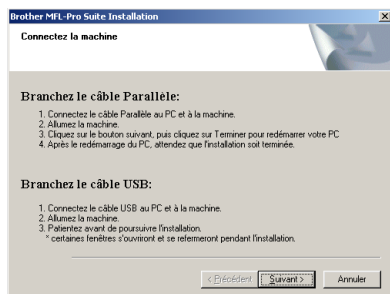 Brother MFL-Pro Suite Installation
Connectez la machine
Branchez le câble Parallèle:
1. Connectez le câble Parallèle au PC et à la machine.
2. Allumez la machine.
3. Cliquez sur le bouton suivant, puis cliquez sur Terminer pour redémarrer votre PC
4. Après le redémarrage du PC, attendez que l'installation soit terminée.
Branchez le câble USB:
1. Connectez le câble USB au PC et à la machine.
2. Allumez la machine.
3. Patientez avant de poursuivre l'installation.
* certaines fenêtres s'ouvriront et se refermeront pendant l'installation.
< Précédent Suivant > Annuler